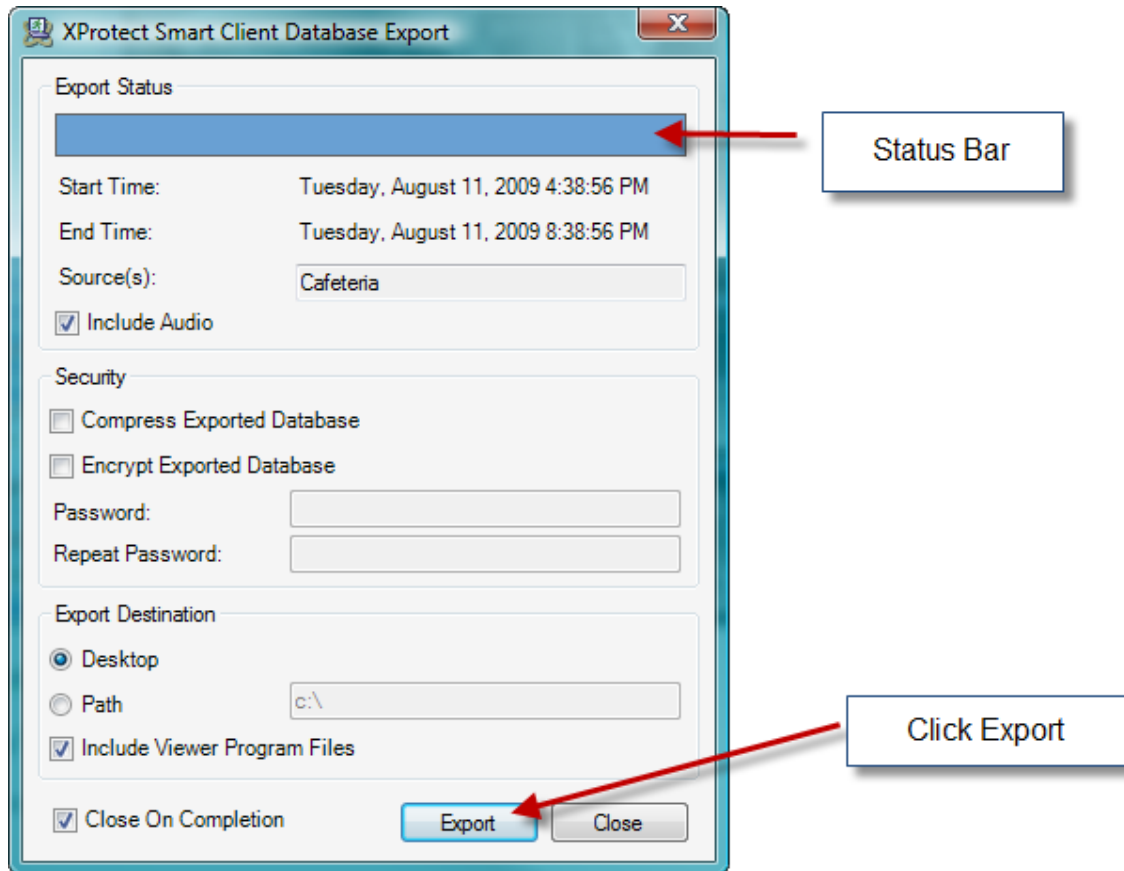 XProtect Smart Client Database Export
X
Export Status
Status Bar
Start Time: Tuesday, August 11, 2009 4:38:56 PM
End Time: Tuesday, August 11, 2009 8:38:56 PM
Source(s): Cafeteria
Include Audio
Security
Compress Exported Database
Encrypt Exported Database
Password:
Repeat Password:
Export Destination
Desktop
Path c:\
Include Viewer Program Files
Click Export
Close On Completion Export Close